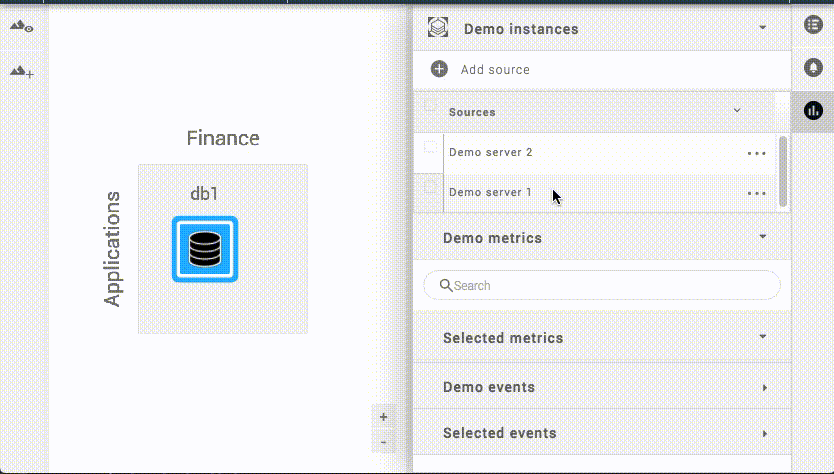 Finance
Applications
db1
+
-
Demo instances
Add source
Sources
Demo server 2
Demo server 1
Demo metrics
Search
Selected metrics
Demo events
Selected events